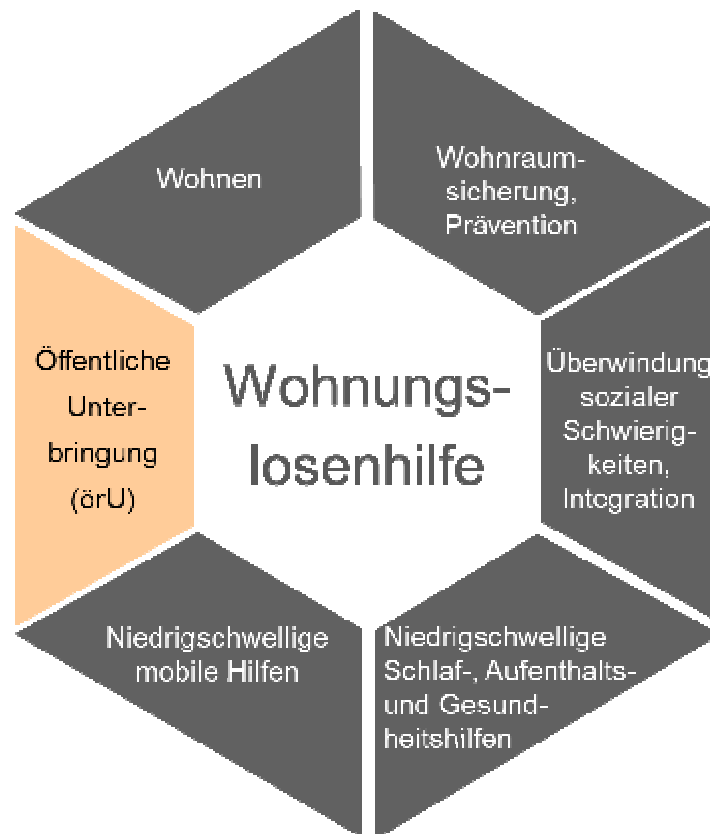 Wohnen
Wohnraum-
sicherung,
Prävention
Öffentliche
Unter-
bringung
(örU)
Wohnungs-
losenhilfe
Überwindung
sozialer
Schwierig-
keiten,
Integration
Niedrigschwellige
mobile Hilfen
Niedrigschwellige
Schlaf-, Aufenthalts-
und Gesund-
heitshilfen